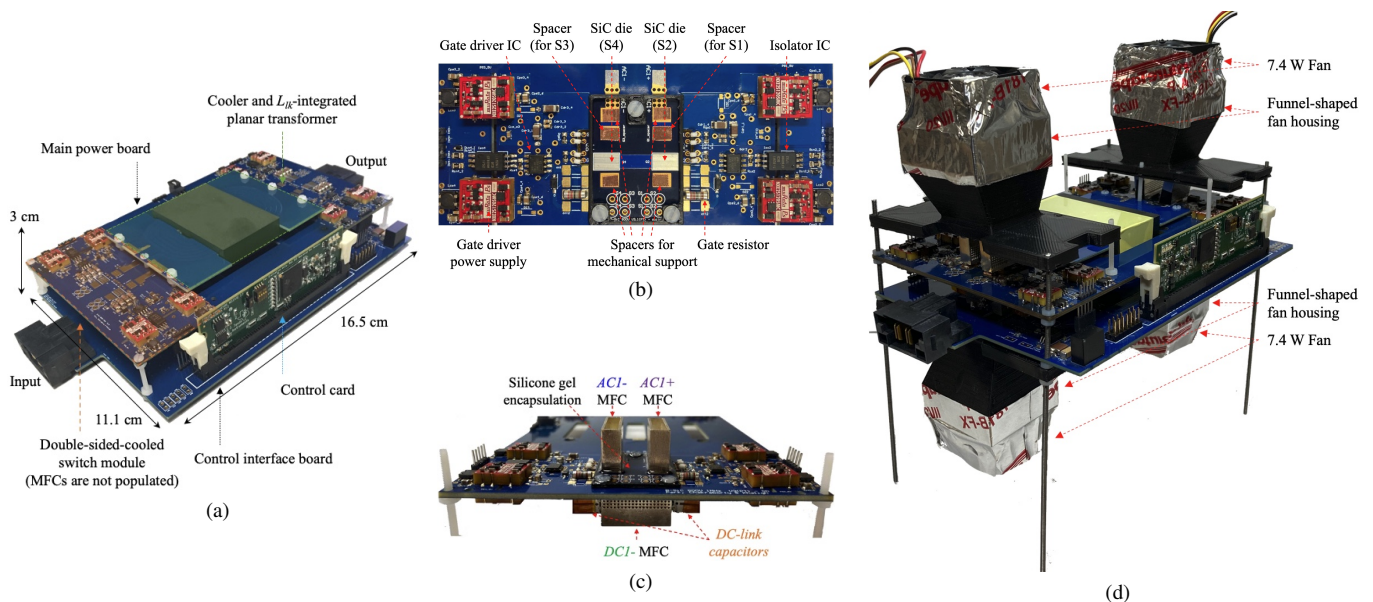 Cooler and Llk-integrated
planar transformer
Main power board
Output
3 cm
16.5 cm
Input
11.1 cm
Control card
Double-sided-cooled
switch module
(MFCs are not populated)
Control interface board
(a)
Gate driver IC
Spacer
(for S3)
SiC die
(S4)
SiC die
(S2)
Spacer
(for S1)
Isolator IC
Gate driver
power supply
Spacers for
mechanical support
Gate resistor
(b)
Silicone gel
encapsulation
AC1-
MFC
AC1+
MFC
DC1- MFC
DC-link
capacitors
(c)
7.4 W Fan
Funnel-shaped
fan housing
Funnel-shaped
fan housing
7.4 W Fan
(d)